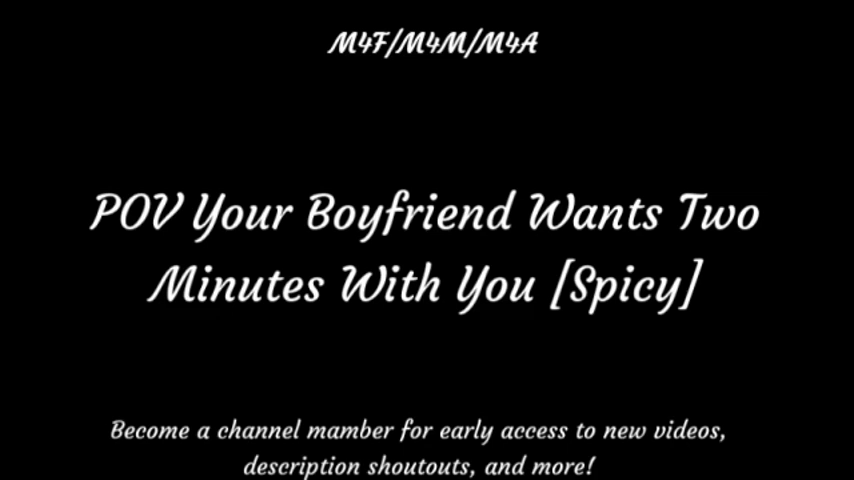 M4F/M4M/M4A
POV Your Boyfriend Wants Two
Minutes With You [Spicy]
Become a channel mamber for early access to new videos,
description shoutouts, and more!